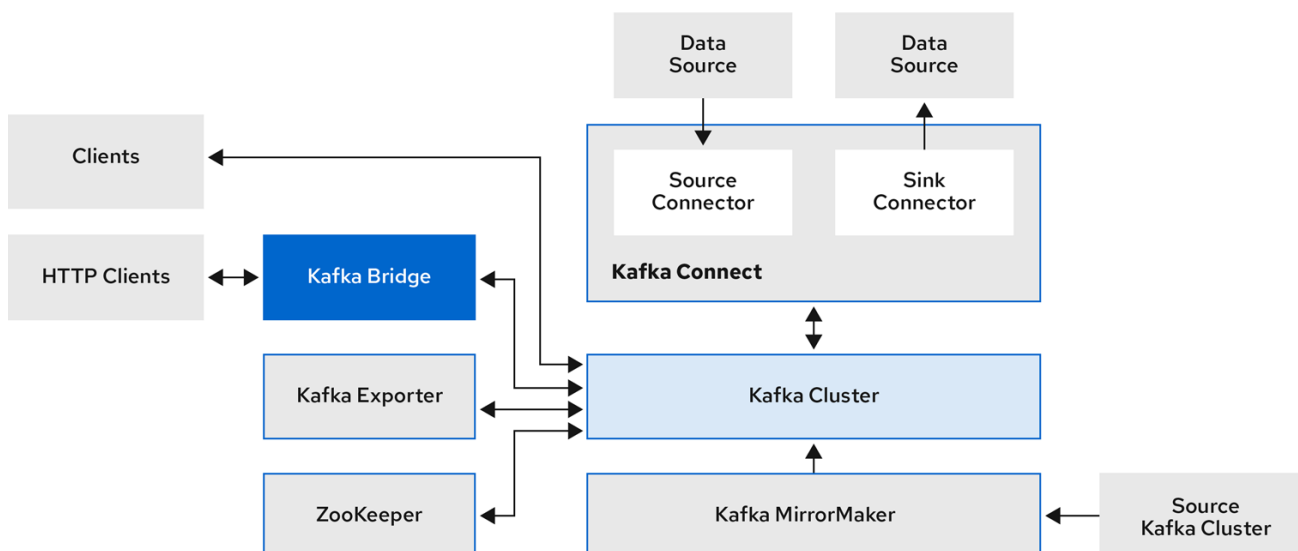 Data
Source
Data
Source
Clients
Source
Connector
Sink
Connector
Kafka Connect
HTTP Clients
Kafka Bridge
Kafka Exporter
Kafka Cluster
ZooKeeper
Kafka MirrorMaker
Source
Kafka Cluster